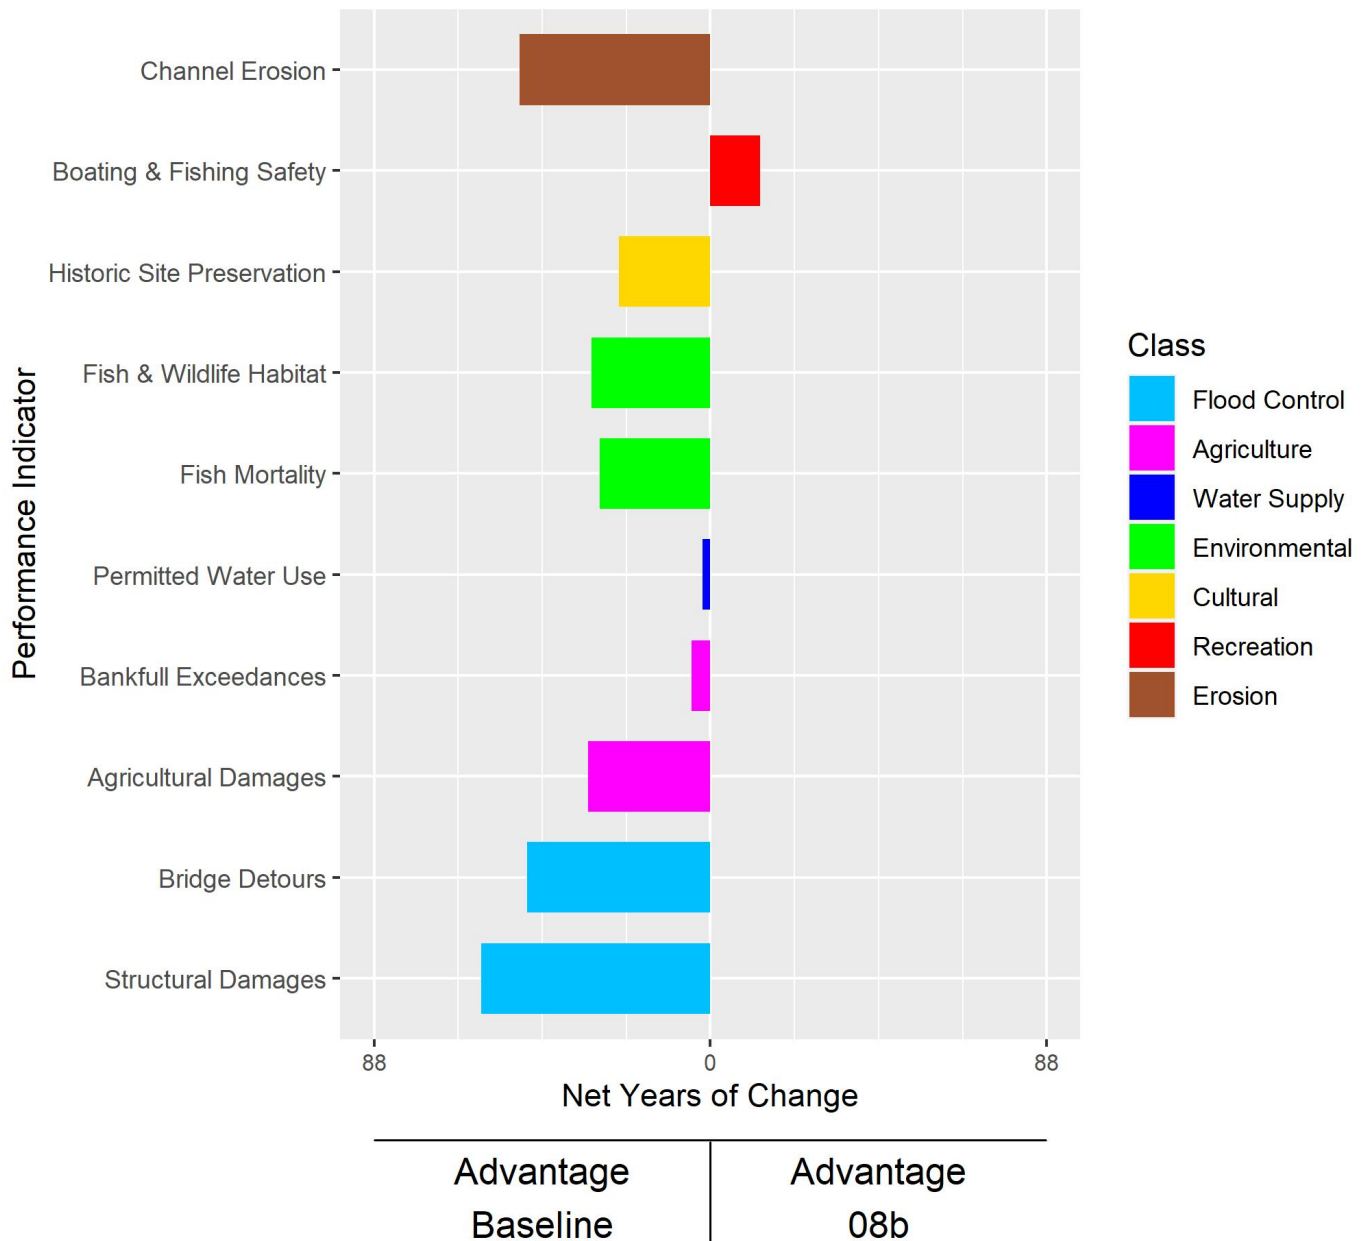 Channel Erosion
Boating & Fishing Safety
Historic Site Preservation
Fish & Wildlife Habitat
Fish Mortality
Permitted Water Use
Bankfull Exceedances
Agricultural Damages
Bridge Detours
Structural Damages
Performance Indicator
88 0 88
Net Years of Change
Advantage Baseline
Advantage 08b
Class
Flood Control
Agriculture
Water Supply
Environmental
Cultural
Recreation
Erosion